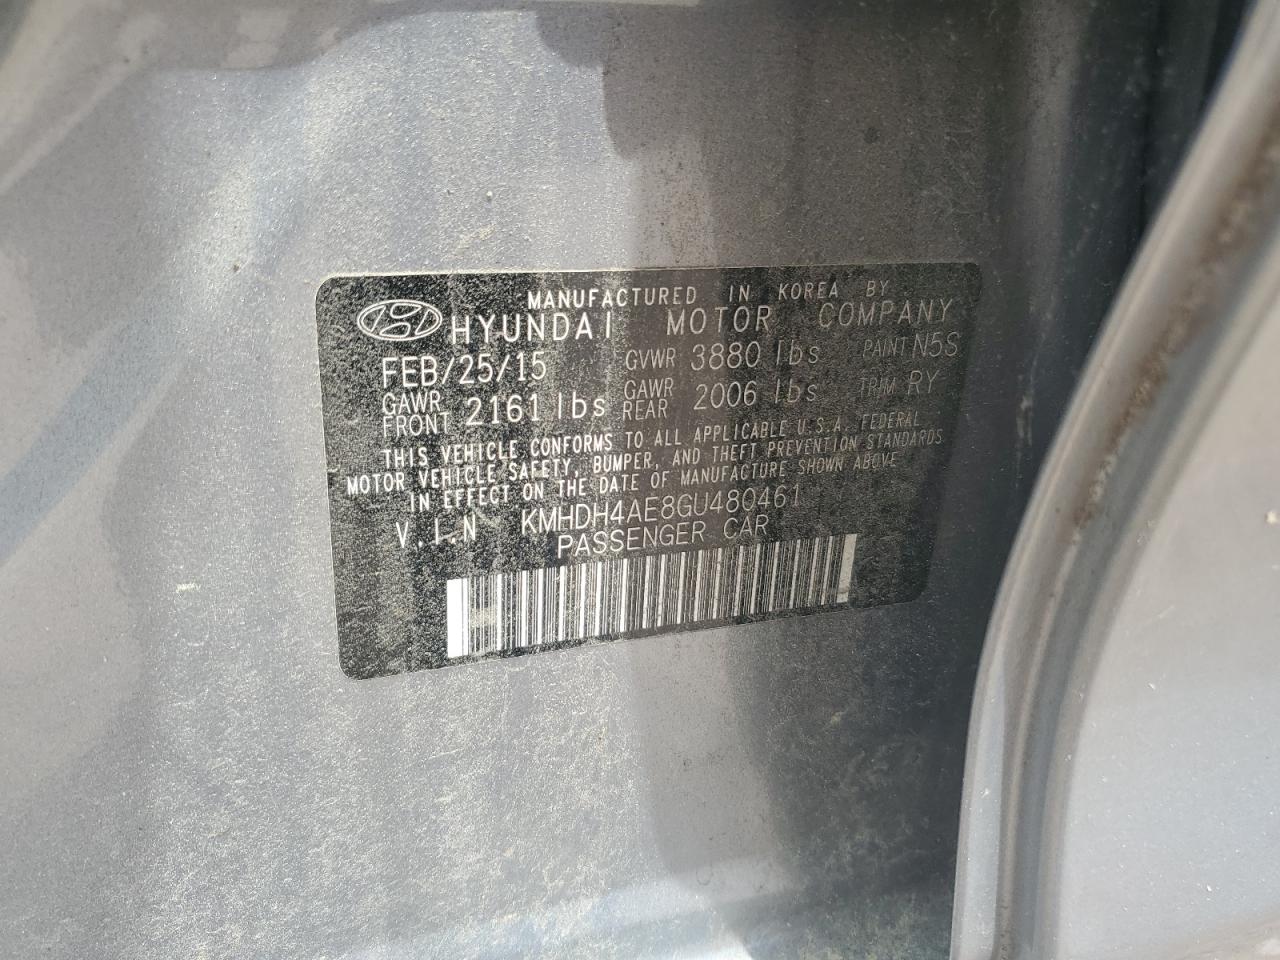 MANUFACTURED IN KOREA BY
HYUNDAI MOTOR COMPANY
FEB/25/15 GVWR 3880 lbs PAINT N5S
GAWR FRONT 2161 lbs GAWR REAR 2006 lbs TRIM RY
THIS VEHICLE CONFORMS TO ALL APPLICABLE U.S.A. FEDERAL
MOTOR VEHICLE SAFETY, BUMPER, AND THEFT PREVENTION STANDARDS
IN EFFECT ON THE DATE OF MANUFACTURE SHOWN ABOVE
V.I.N KMHDH4AE8GU480461
PASSENGER CAR